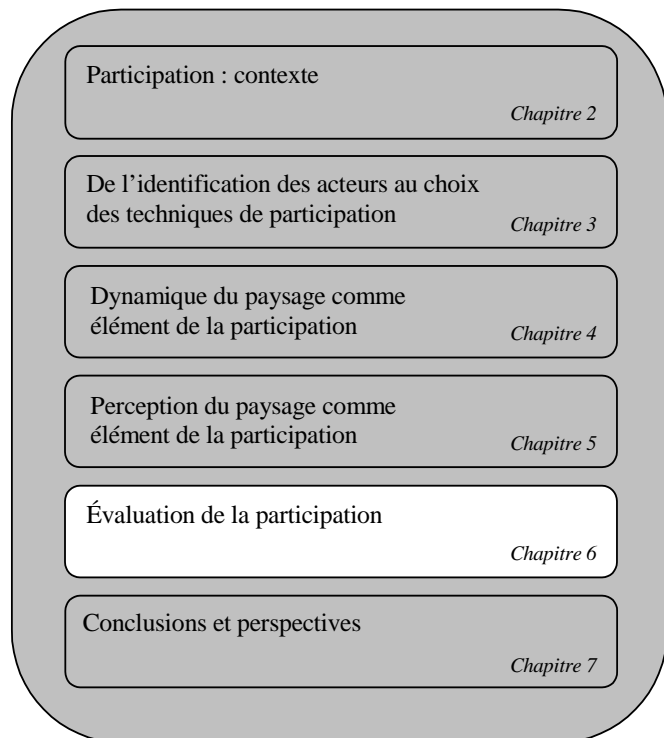 Participation : contexte
Chapitre 2
De l’identification des acteurs au choix
des techniques de participation
Chapitre 3
Dynamique du paysage comme
élément de la participation
Chapitre 4
Perception du paysage comme
élément de la participation
Chapitre 5
Évaluation de la participation
Chapitre 6
Conclusions et perspectives
Chapitre 7